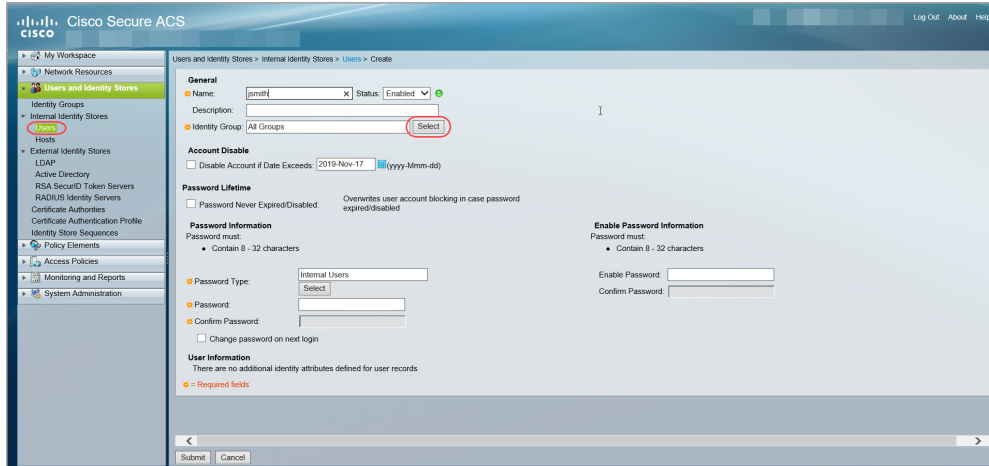 Cisco Secure ACS
CISCO
Log Out About Help
My Workspace
Network Resources
Users and Identity Stores
Identity Groups
Internal Identity Stores
Users
Hosts
External Identity Stores
LDAP
Active Directory
RSA SecurID Token Servers
RADIUS Identity Servers
Certificate Authorities
Certificate Authentication Profile
Identity Store Sequences
Policy Elements
Access Policies
Monitoring and Reports
System Administration
Users and Identity Stores > Internal Identity Stores > Users > Create
General
Name: jsmith Status: Enabled
Description:
Identity Group: All Groups Select
Account Disable
Disable Account if Date Exceeds: 2019-Nov-17 (yyyy-Mmm-dd)
Password Lifetime
Password Never Expired/Disabled: Overwrites user account blocking in case password
expired/disabled
Password Information
Password must:
• Contain 8 - 32 characters
Password Type: Internal Users
Select
Password:
Confirm Password:
Change password on next login
Enable Password Information
Password must:
• Contain 8 - 32 characters
Enable Password:
Confirm Password:
User Information
There are no additional identity attributes defined for user records
= Required fields
Submit Cancel